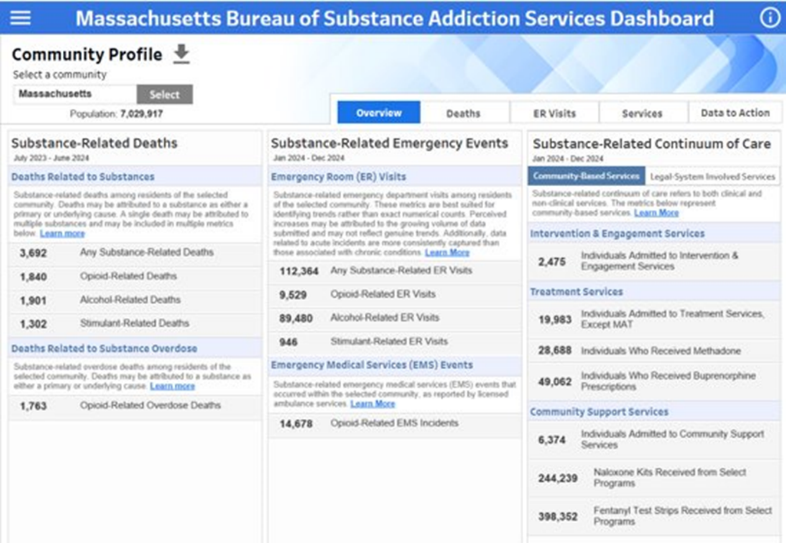 Massachusetts Bureau of Substance Addiction Services Dashboard
Community Profile
Select a community
Massachusetts
Select
Population: 7,029,917
Overview
Deaths
ER Visits
Services
Data to Action
Substance-Related Deaths
July 2023 - June 2024
Deaths Related to Substances
Substance-related deaths among residents of the selected
community. Deaths may be attributed to a substance as either a
primary or underlying cause. A single death may be attributed to
multiple substances and may be included in multiple metrics
below. Learn more
3,692 Any Substance-Related Deaths
1,840 Opioid-Related Deaths
1,901 Alcohol-Related Deaths
1,302 Stimulant-Related Deaths
Deaths Related to Substance Overdose
Substance-related overdose deaths among residents of the
selected community. Deaths may be attributed to a substance as
either a primary or underlying cause. Learn more
1,763 Opioid-Related Overdose Deaths
Substance-Related Emergency Events
Jan 2024 - Dec 2024
Emergency Room (ER) Visits
Substance-related emergency department visits among residents
of the selected community. These metrics are best suited for
identifying trends rather than exact numerical counts. Perceived
increases may be attributed to the growing volume of data
submitted and may not reflect genuine trends. Additionally, data
related to acute incidents are more consistently captured than
those associated with chronic conditions. Learn More
112,364 Any Substance-Related ER Visits
9,529 Opioid-Related ER Visits
89,480 Alcohol-Related ER Visits
946 Stimulant-Related ER Visits
Emergency Medical Services (EMS) Events
Substance-related emergency medical services (EMS) events that
occurred within the selected community, as reported by licensed
ambulance services. Learn More
14,678 Opioid-Related EMS Incidents
Substance-Related Continuum of Care
Jan 2024 - Dec 2024
Community-Based Services
Legal-System Involved Services
Substance-related continuum of care refers to both clinical and
non-clinical services. The metrics below represent
community-based services. Learn More
Intervention & Engagement Services
2,475 Individuals Admitted to Intervention &
Engagement Services
Treatment Services
19,983 Individuals Admitted to Treatment Services,
Except MAT
28,688 Individuals Who Received Methadone
49,062 Individuals Who Received Buprenorphine
Prescriptions
Community Support Services
6,374 Individuals Admitted to Community Support
Services
244,239 Naloxone Kits Received from Select
Programs
398,352 Fentanyl Test Strips Received from Select
Programs